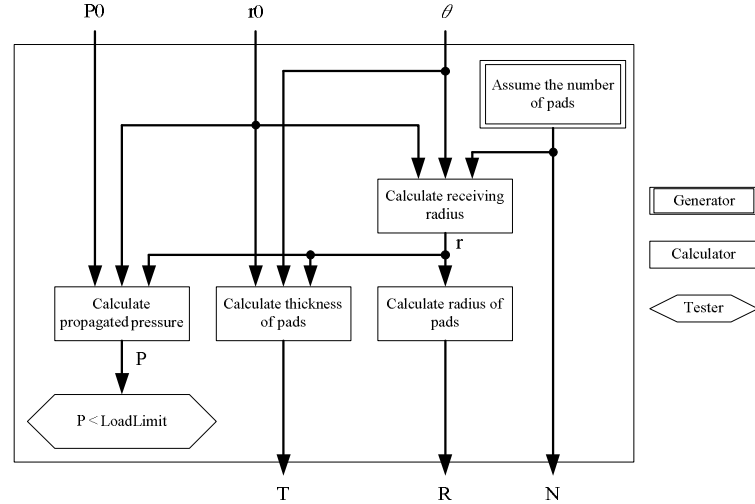 P0
r0
θ
Assume the number
of pads
Calculate receiving
radius
r
Calculate
propagated pressure
Calculate thickness
of pads
Calculate radius of
pads
P
P < LoadLimit
T
R
N
Generator
Calculator
Tester